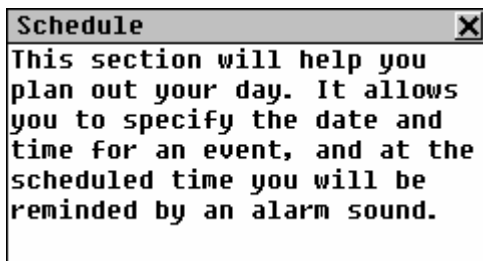 Schedule
This section will help you
plan out your day. It allows
you to specify the date and
time for an event, and at the
scheduled time you will be
reminded by an alarm sound.